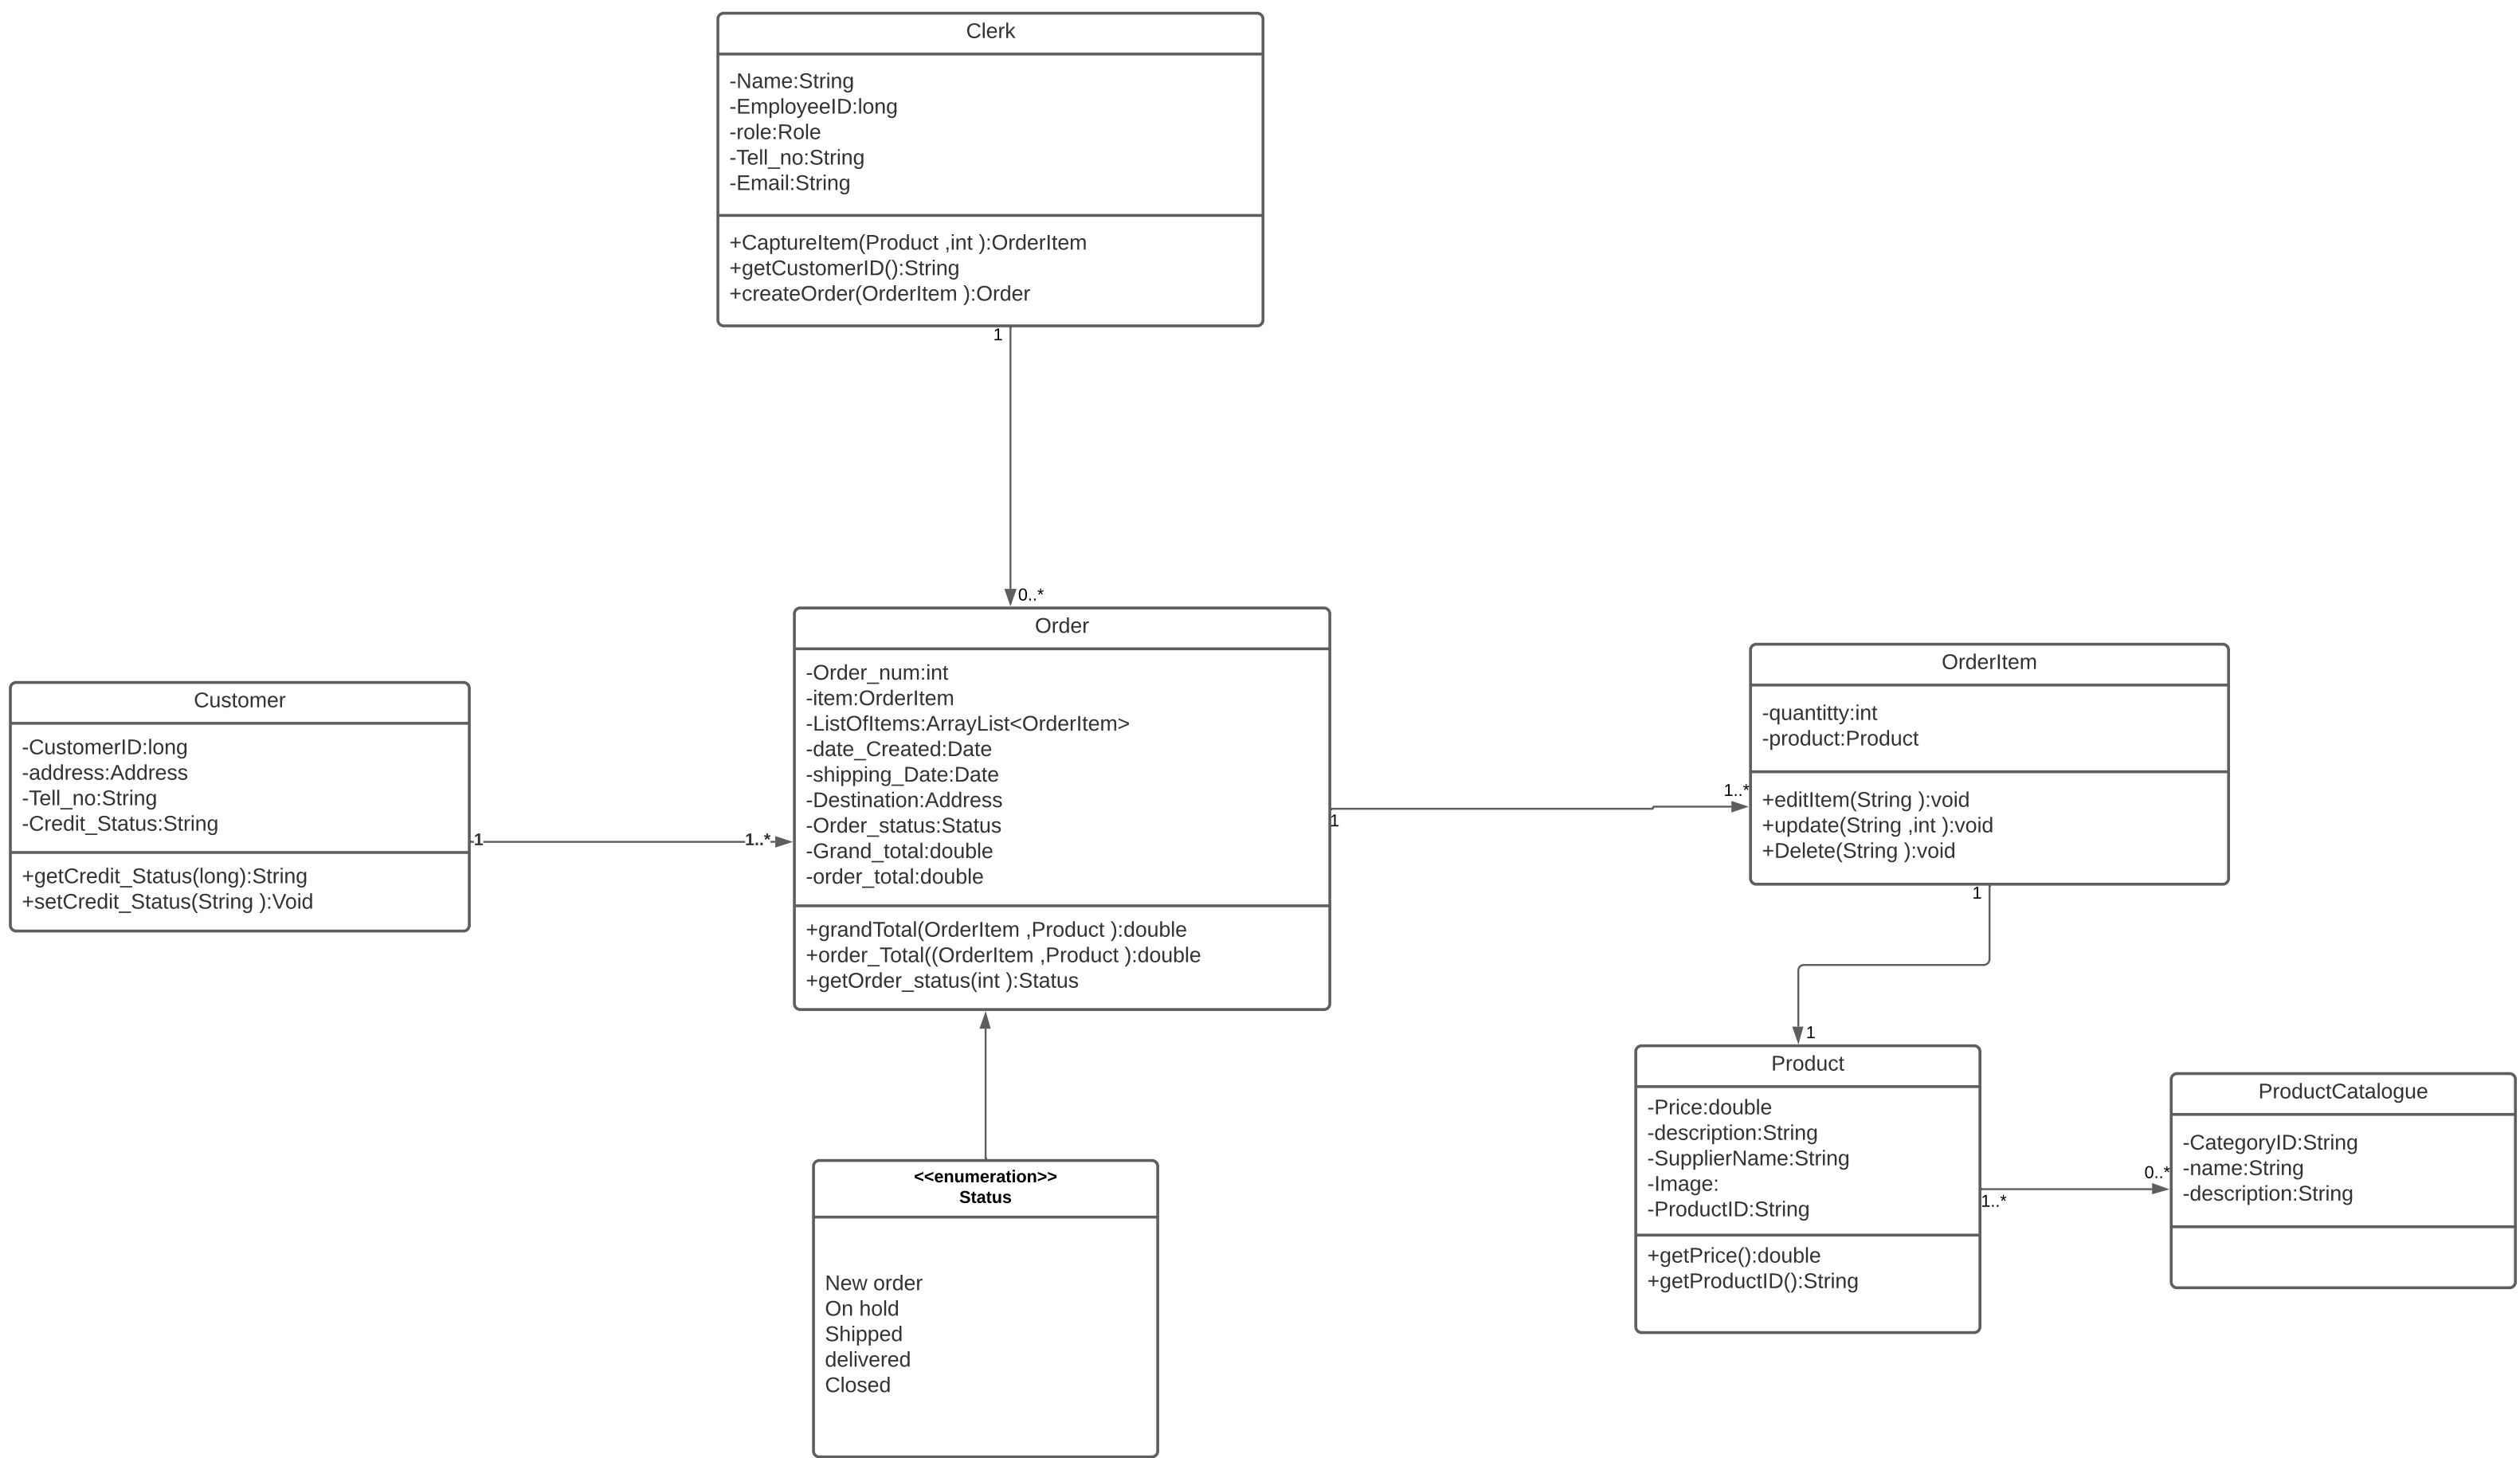 Clerk
-Name:String
-EmployeeID:long
-role:Role
-Tell_no:String
-Email:String
+CaptureItem(Product ,int ):OrderItem
+getCustomerID():String
+createOrder(OrderItem ):Order
1
0..*
Order
-Order_num:int
-item:OrderItem
-ListOfItems:ArrayList<OrderItem>
-date_Created:Date
-shipping_Date:Date
-Destination:Address
-Order_status:Status
-Grand_total:double
-order_total:double
+grandTotal(OrderItem ,Product ):double
+order_Total((OrderItem ,Product ):double
+getOrder_status(int ):Status
Customer
-CustomerID:long
-address:Address
-Tell_no:String
-Credit_Status:String
+getCredit_Status(long):String
+setCredit_Status(String ):Void
1
1..*
1
1..*
OrderItem
-quantitty:int
-product:Product
+editItem(String ):void
+update(String ,int ):void
+Delete(String ):void
1
1
Product
-Price:double
-description:String
-SupplierName:String
-Image:
-ProductID:String
+getPrice():double
+getProductID():String
1..*
0..*
ProductCatalogue
-CategoryID:String
-name:String
-description:String
<<enumeration>>
Status
New order
On hold
Shipped
delivered
Closed